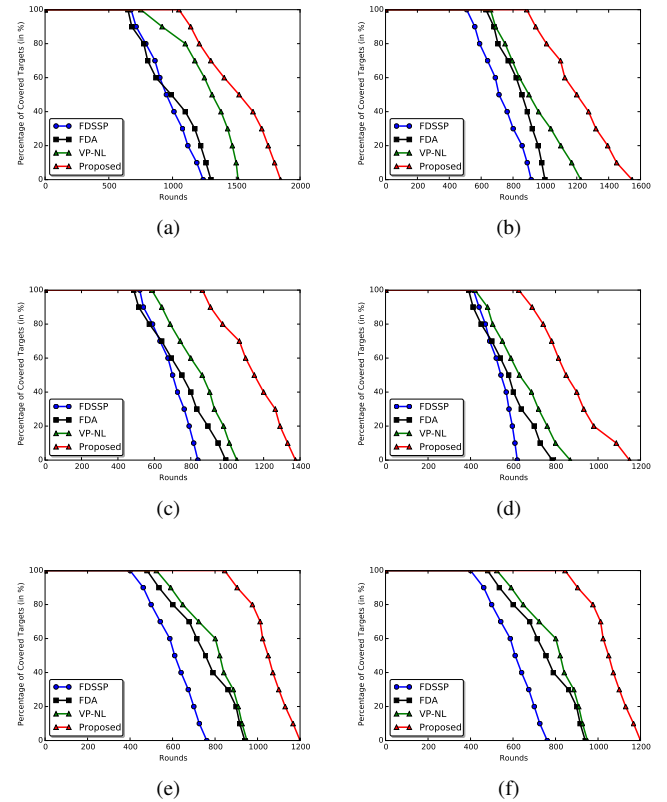 100
80
60
40
20
0
Percentage of Covered Targets (in %)
FDSSP
FDA
VP-NL
Proposed
0 500 1000 1500 2000
Rounds
(a)
100
80
60
40
20
0
Percentage of Covered Targets (in %)
FDSSP
FDA
VP-NL
Proposed
0 200 400 600 800 1000 1200 1400 1600
Rounds
(b)
100
80
60
40
20
0
Percentage of Covered Targets (in %)
FDSSP
FDA
VP-NL
Proposed
0 200 400 600 800 1000 1200 1400
Rounds
(c)
100
80
60
40
20
0
Percentage of Covered Targets (in %)
FDSSP
FDA
VP-NL
Proposed
0 200 400 600 800 1000 1200
Rounds
(d)
100
80
60
40
20
0
Percentage of Covered Targets (in %)
FDSSP
FDA
VP-NL
Proposed
0 200 400 600 800 1000 1200
Rounds
(e)
100
80
60
40
20
0
Percentage of Covered Targets (in %)
FDSSP
FDA
VP-NL
Proposed
0 200 400 600 800 1000 1200
Rounds
(f)